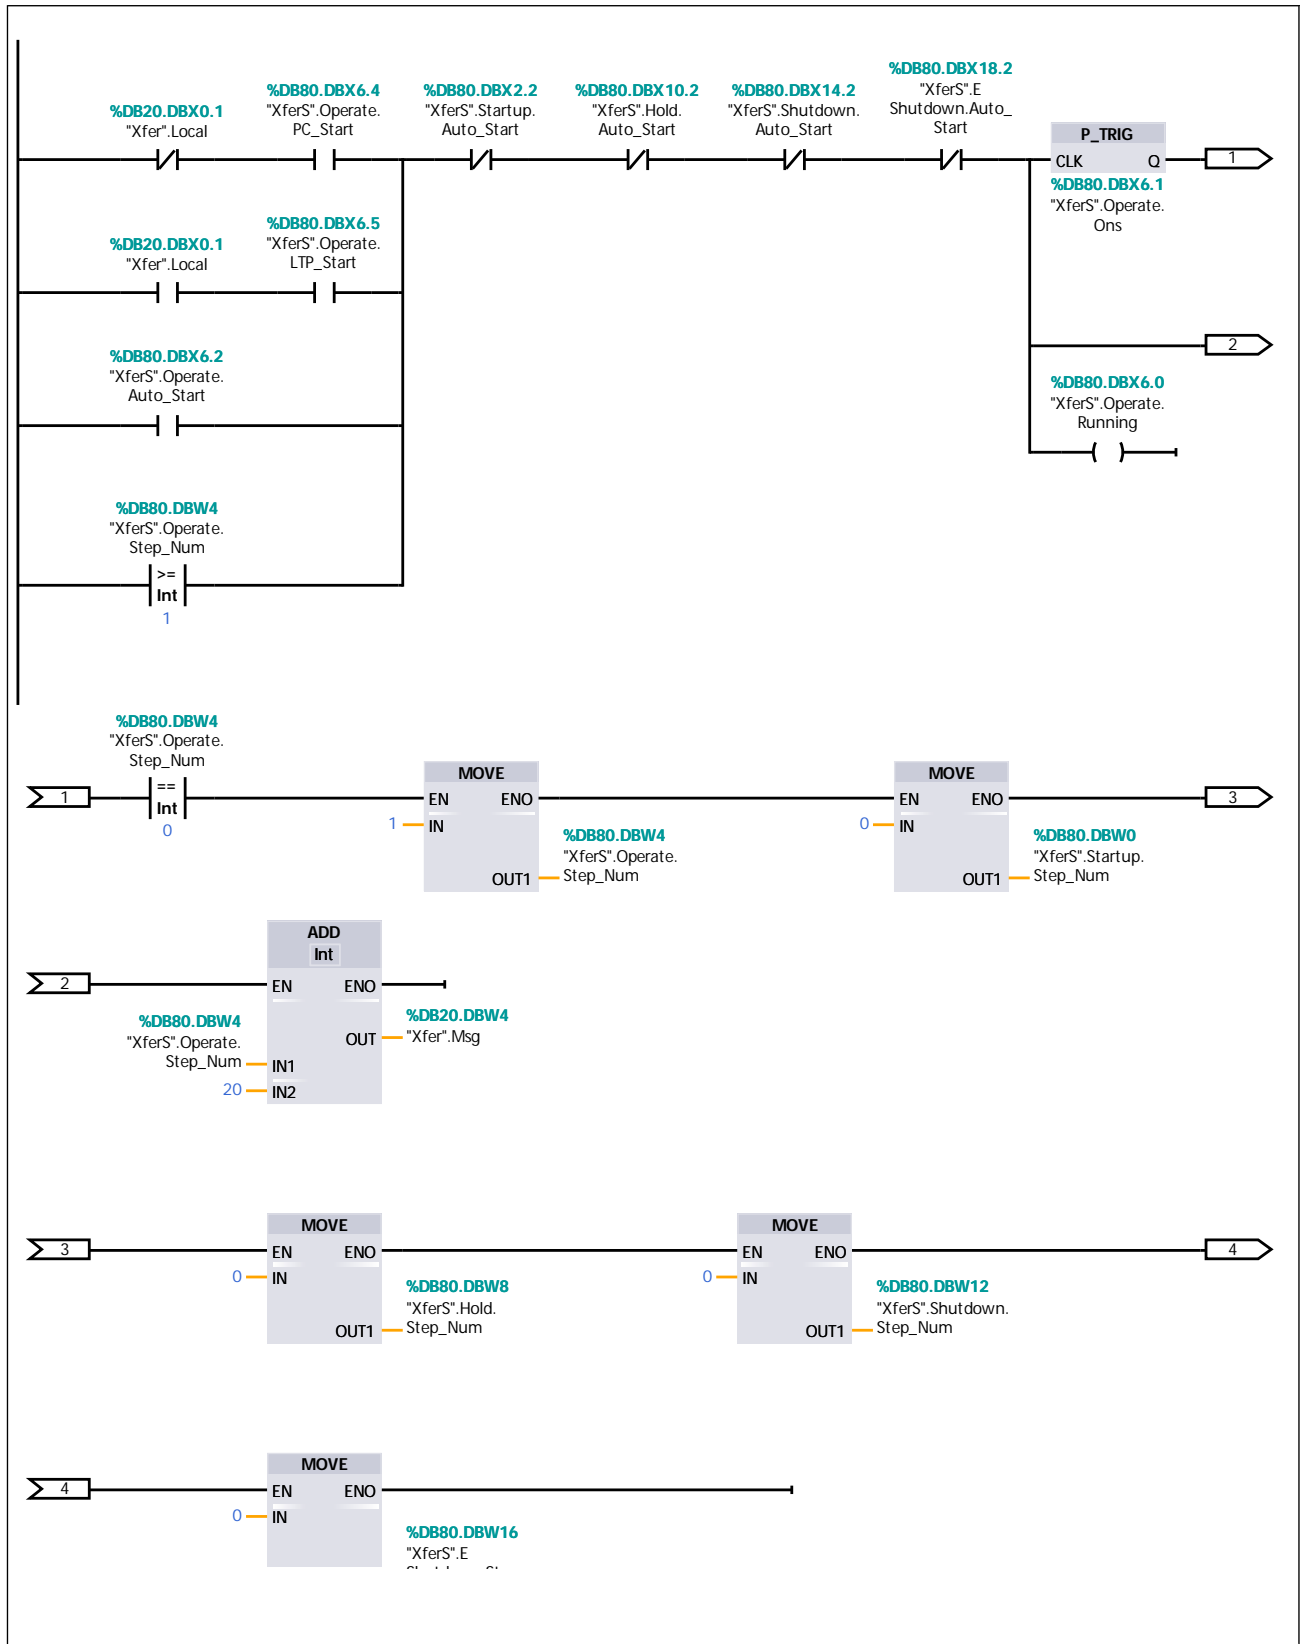 %DB20.DBX0.1
"Xfer".Local
%DB80.DBX6.4
"XferS".Operate.
PC_Start
%DB80.DBX2.2
"XferS".Startup.
Auto_Start
%DB80.DBX10.2
"XferS".Hold.
Auto_Start
%DB80.DBX14.2
"XferS".Shutdown.
Auto_Start
%DB80.DBX18.2
"XferS".E
Shutdown.Auto_
Start
P_TRIG
CLK Q
%DB80.DBX6.1
"XferS".Operate.
Ons
1
%DB20.DBX0.1
"Xfer".Local
%DB80.DBX6.5
"XferS".Operate.
LTP_Start
2
%DB80.DBX6.2
"XferS".Operate.
Auto_Start
%DB80.DBX6.0
"XferS".Operate.
Running
%DB80.DBW4
"XferS".Operate.
Step_Num
>=
Int
1
1
%DB80.DBW4
"XferS".Operate.
Step_Num
==
Int
0
MOVE
EN ENO
1 IN
OUT1
%DB80.DBW4
"XferS".Operate.
Step_Num
MOVE
EN ENO
0 IN
OUT1
%DB80.DBW0
"XferS".Startup.
Step_Num
3
2
ADD
Int
EN ENO
%DB80.DBW4
"XferS".Operate.
Step_Num IN1
20 IN2
OUT
%DB20.DBW4
"Xfer".Msg
3
MOVE
EN ENO
0 IN
OUT1
%DB80.DBW8
"XferS".Hold.
Step_Num
MOVE
EN ENO
0 IN
OUT1
%DB80.DBW12
"XferS".Shutdown.
Step_Num
4
4
MOVE
EN ENO
0 IN
%DB80.DBW16
"XferS".E